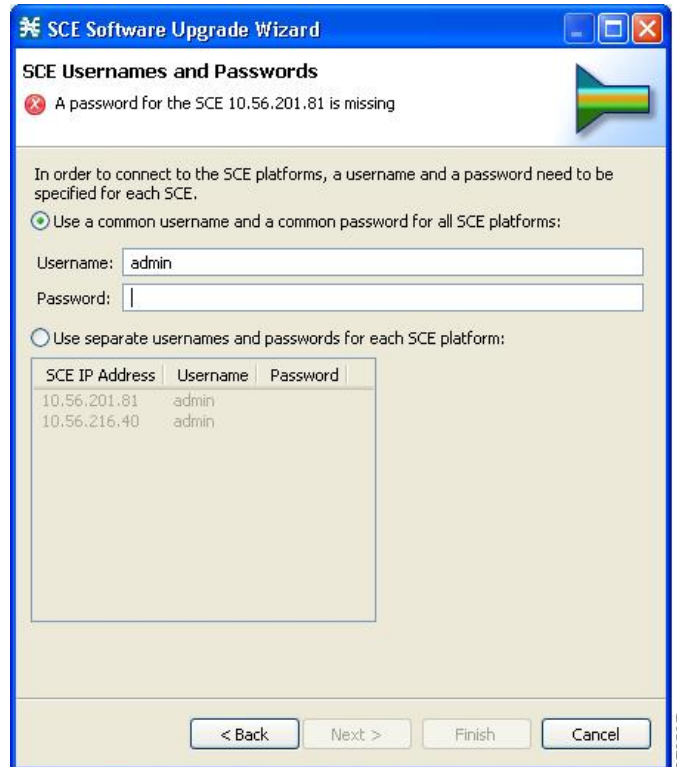 SCE Software Upgrade Wizard
SCE Usernames and Passwords
A password for the SCE 10.56.201.81 is missing
In order to connect to the SCE platforms, a username and a password need to be
specified for each SCE.
Use a common username and a common password for all SCE platforms:
Username: admin
Password:
Use separate usernames and passwords for each SCE platform:
SCE IP Address Username Password
10.56.201.81 admin
10.56.216.40 admin
< Back Next > Finish Cancel